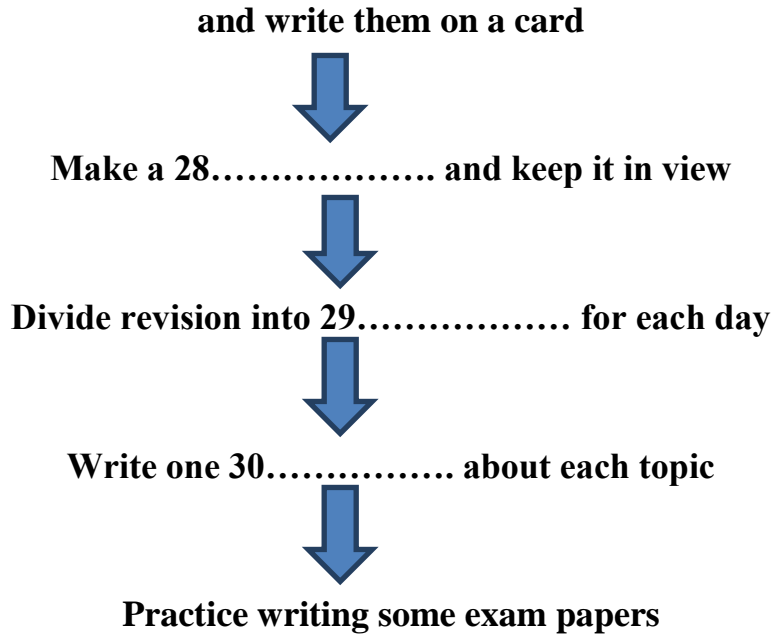 and write them on a card
Make a 28…………………. and keep it in view
Divide revision into 29………………… for each day
Write one 30……………. about each topic
Practice writing some exam papers